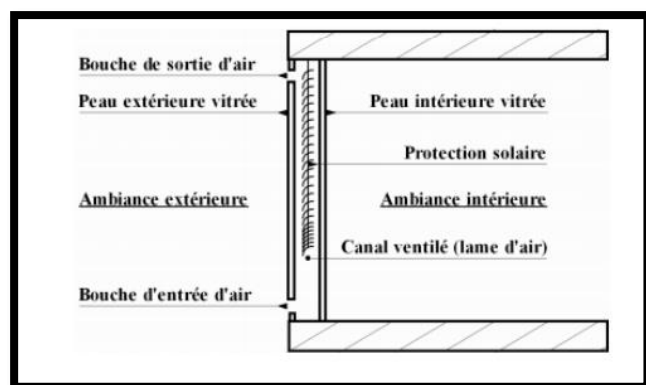 Bouche de sortie d'air
Peau extérieure vitrée
Peau intérieure vitrée
Protection solaire
Ambiance extérieure
Ambiance intérieure
Canal ventilé (lame d'air)
Bouche d'entrée d'air